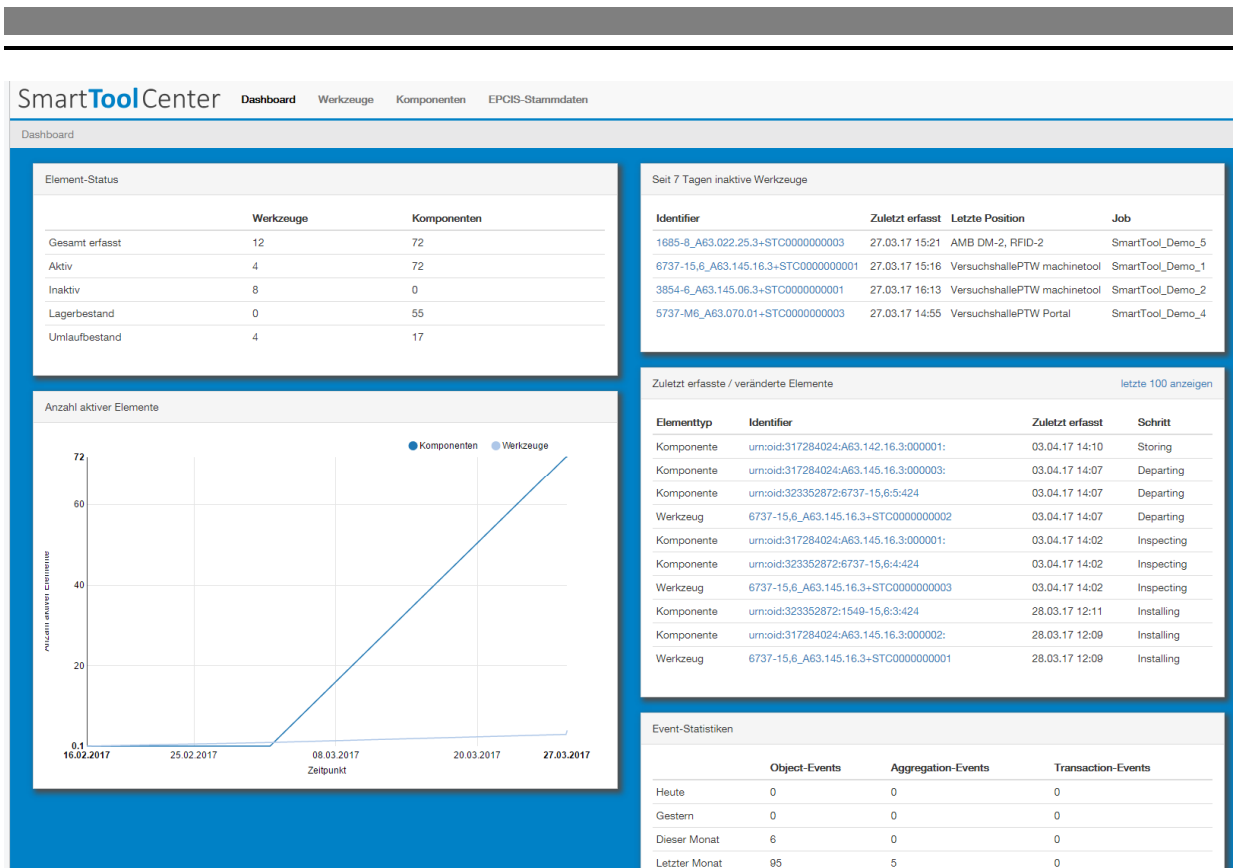 SmartToolCenter Dashboard Werkzeuge Komponenten EPCIS-Stammdaten
Dashboard
Element-Status
Werkzeuge Komponenten
Gesamt erfasst 12 72
Aktiv 4 72
Inaktiv 8 0
Lagerbestand 0 55
Umlaufbestand 4 17
Anzahl aktiver Elemente
Komponenten Werkzeuge
72
60
40
20
0.1
Anzahl aktiver Elemente
16.02.2017 25.02.2017 08.03.2017 20.03.2017 27.03.2017
Zeitpunkt
Seit 7 Tagen inaktive Werkzeuge
Identifier Zuletzt erfasst Letzte Position Job
1685-8_A63.022.25.3+STC0000000003 27.03.17 15:21 AMB DM-2, RFID-2 SmartTool_Demo_5
6737-15,6_A63.145.16.3+STC0000000001 27.03.17 15:16 VersuchshallePTW machinetool SmartTool_Demo_1
3854-6_A63.145.06.3+STC0000000001 27.03.17 16:13 VersuchshallePTW machinetool SmartTool_Demo_2
5737-M6_A63.070.01+STC0000000003 27.03.17 14:55 VersuchshallePTW Portal SmartTool_Demo_4
Zuletzt erfasste / veränderte Elemente letzte 100 anzeigen
Elementtyp Identifier Zuletzt erfasst Schritt
Komponente urn:oid:317284024:A63.142.16.3:000001: 03.04.17 14:10 Storing
Komponente urn:oid:317284024:A63.145.16.3:000003: 03.04.17 14:07 Departing
Komponente urn:oid:323352872:6737-15,6:5:424 03.04.17 14:07 Departing
Werkzeug 6737-15,6_A63.145.16.3+STC0000000002 03.04.17 14:07 Departing
Komponente urn:oid:317284024:A63.145.16.3:000001: 03.04.17 14:02 Inspecting
Komponente urn:oid:323352872:6737-15,6:4:424 03.04.17 14:02 Inspecting
Werkzeug 6737-15,6_A63.145.16.3+STC0000000003 03.04.17 14:02 Inspecting
Komponente urn:oid:323352872:1549-15,6:3:424 28.03.17 12:11 Installing
Komponente urn:oid:317284024:A63.145.16.3:000002: 28.03.17 12:09 Installing
Werkzeug 6737-15,6_A63.145.16.3+STC0000000001 28.03.17 12:09 Installing
Event-Statistiken
Object-Events Aggregation-Events Transaction-Events
Heute 0 0 0
Gestern 0 0 0
Dieser Monat 6 0 0
Letzter Monat 95 5 0